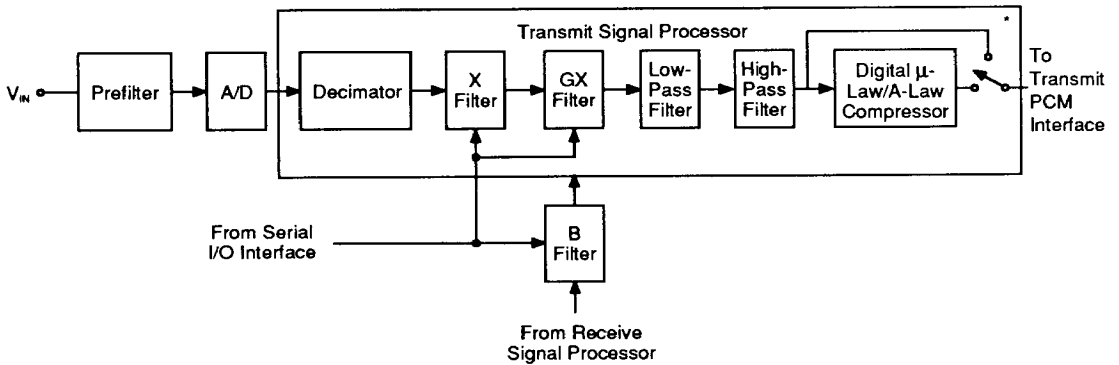 Transmit Signal Processor
*
V_IN
Prefilter
A/D
Decimator
X
Filter
GX
Filter
Low-
Pass
Filter
High-
Pass
Filter
Digital μ-
Law/A-Law
Compressor
To
Transmit
PCM
Interface
From Serial
I/O Interface
B
Filter
From Receive
Signal Processor